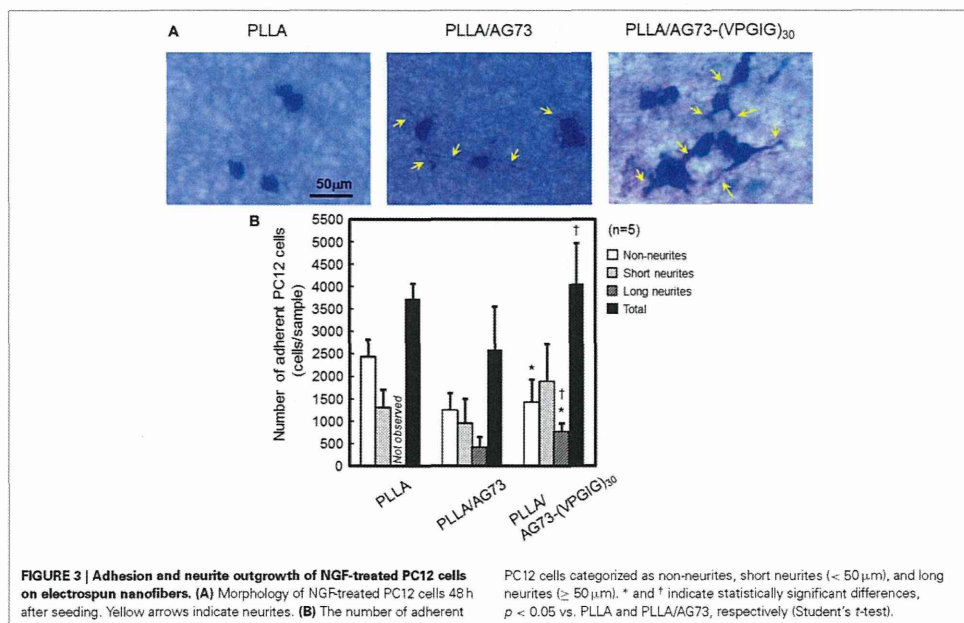 A
PLLA
PLLA/AG73
PLLA/AG73-(VPGIG)30
50μm
B
Number of adherent PC12 cells
(cells/sample)
5500
5000
4500
4000
3500
3000
2500
2000
1500
1000
500
0
Not observed
*
†
*
†
(n=5)
Non-neurites
Short neurites
Long neurites
Total
PLLA
PLLA/AG73
PLLA/
AG73-(VPGIG)30
FIGURE 3 | Adhesion and neurite outgrowth of NGF-treated PC12 cells
on electrospun nanofibers. (A) Morphology of NGF-treated PC12 cells 48 h
after seeding. Yellow arrows indicate neurites. (B) The number of adherent
PC12 cells categorized as non-neurites, short neurites (< 50 μm), and long
neurites (≥ 50 μm). * and † indicate statistically significant differences,
p < 0.05 vs. PLLA and PLLA/AG73, respectively (Student's t-test).